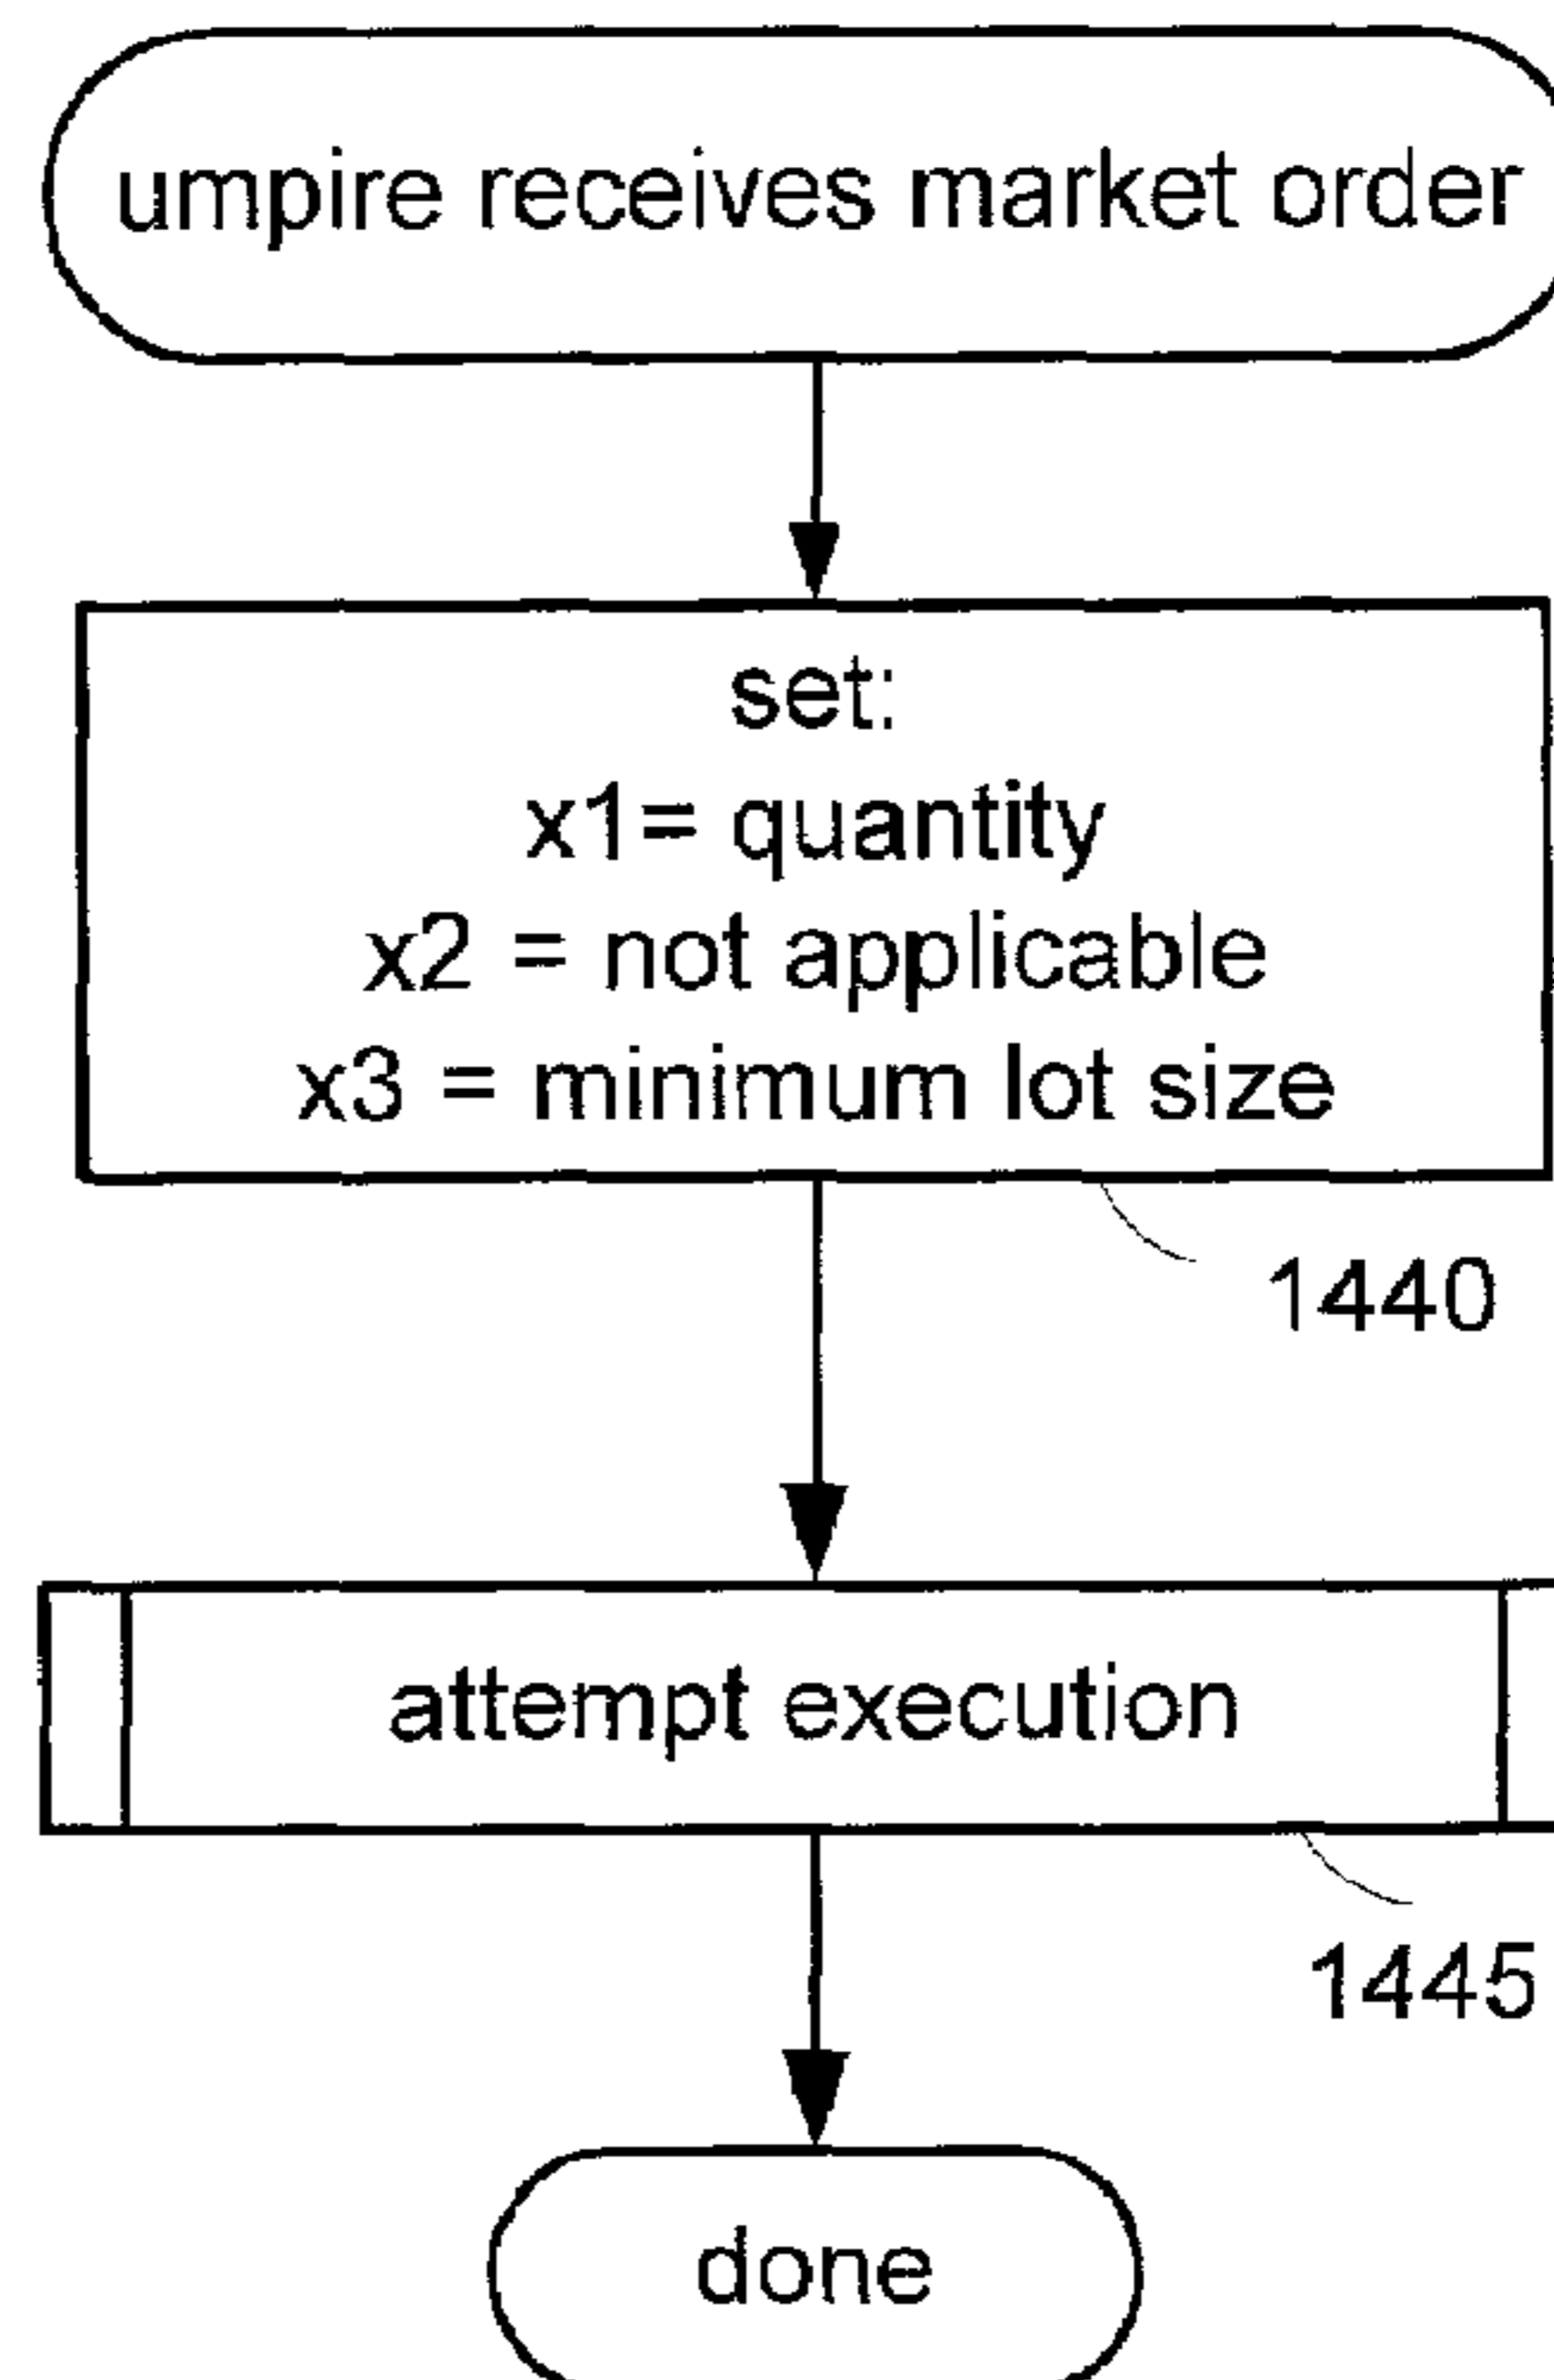 umpire receives market order
set:
x1= quantity
x2 = not applicable
x3 = minimum lot size
1440
attempt execution
1445
done